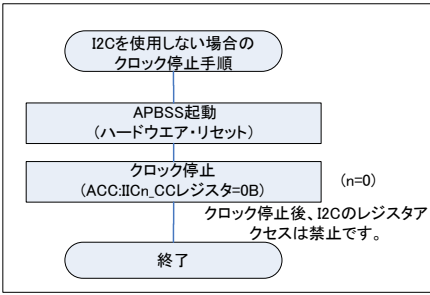 I2Cを使用しない場合の
クロック停止手順
APBSS起動
（ハードウエア・リセット）
クロック停止
（ACC:IICn_CCレジスタ=0B）
(n=0)
クロック停止後、I2Cのレジスタア
クセスは禁止です。
終了